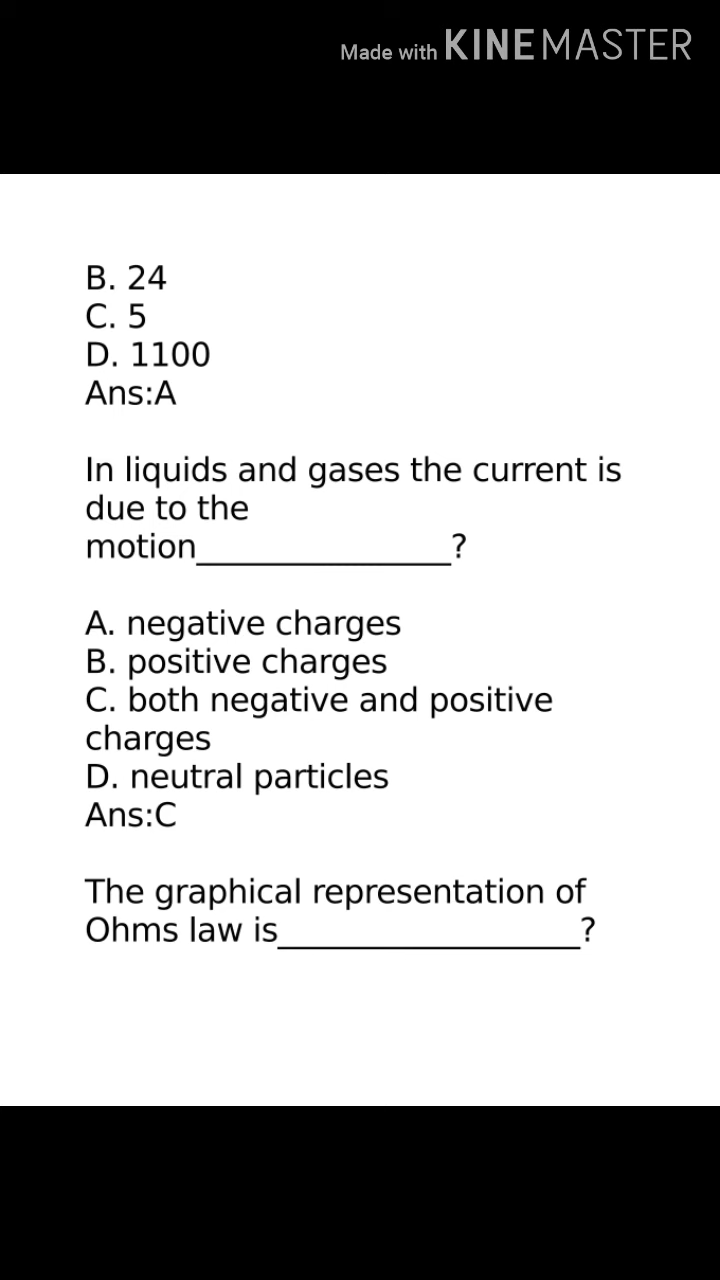 Made with KINEMASTER
B. 24
C. 5
D. 1100
Ans:A
In liquids and gases the current is
due to the
motion________________?
A. negative charges
B. positive charges
C. both negative and positive
charges
D. neutral particles
Ans:C
The graphical representation of
Ohms law is___________________?